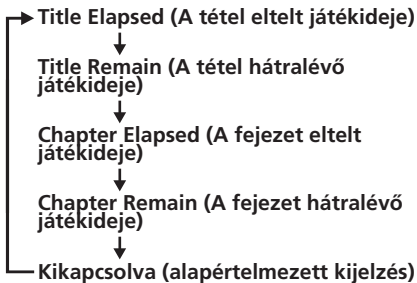 Title Elapsed (A tétel eltelt játékideje)
Title Remain (A tétel hátralévő
játékideje)
Chapter Elapsed (A fejezet eltelt
játékideje)
Chapter Remain (A fejezet hátralévő
játékideje)
Kikapcsolva (alapértelmezett kijelzés)